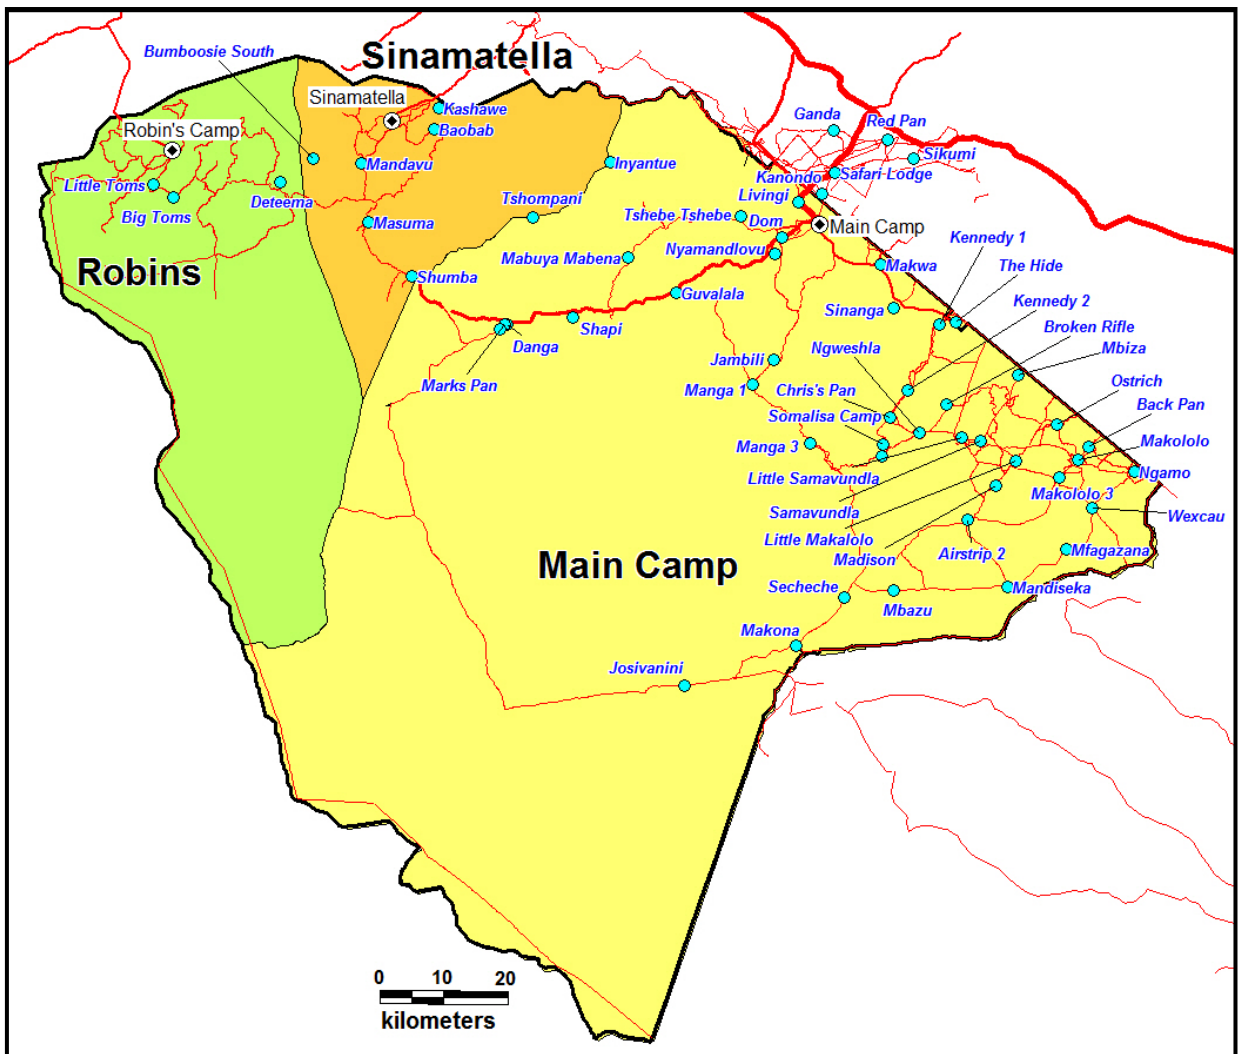 Sinamatella
Bumboosie South
Sinamatella
Kashawe
Baobab
Robin's Camp
Mandavu
Little Toms
Big Toms
Deteema
Masuma
Robins
Shumba
Inyantue
Tshompani
Mabuya Mabena
Tshebe Tshebe
Dom
Nyamandlovu
Ganda
Red Pan
Sikumi
Safari Lodge
Kanondo
Livingi
Main Camp
Makwa
Kennedy 1
The Hide
Kennedy 2
Broken Rifle
Mbiza
Ostrich
Back Pan
Makololo
Ngamo
Guvalala
Shapi
Danga
Marks Pan
Sinanga
Ngweshla
Jambili
Manga 1
Chris's Pan
Somalisa Camp
Manga 3
Little Samavundla
Samavundla
Little Makalolo
Madison
Makololo 3
Wexcau
Airstrip 2
Mfagazana
Mandiseka
Main Camp
Secheche
Mbazu
Makona
Josivanini
0 10 20
kilometers